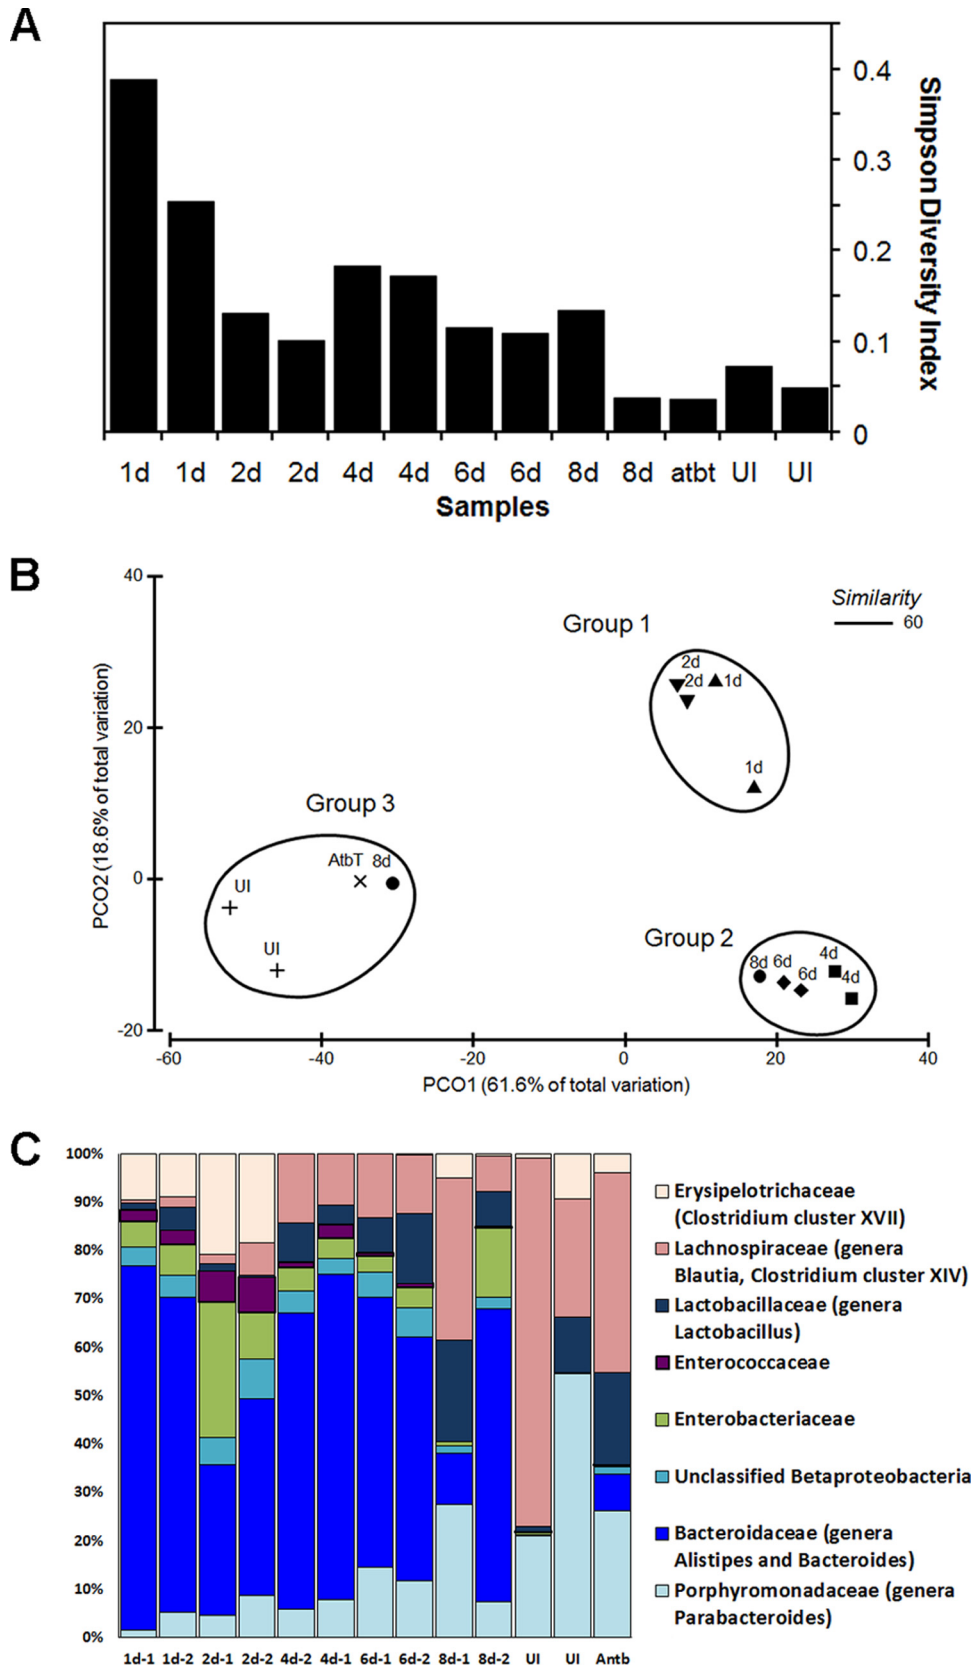 A
0.4
0.3
0.2
0.1
0
Simpson Diversity Index
1d 1d 2d 2d 4d 4d 6d 6d 8d 8d atbt UI UI
Samples
B
40
20
0
-20
PCO2 (18.6% of total variation)
Similarity
60
Group 1
2d
2d
1d
1d
Group 3
AtbT 8d
UI
UI
Group 2
8d 6d 6d 4d 4d
-60 -40 -20 0 20 40
PCO1 (61.6% of total variation)
C
100%
90%
80%
70%
60%
50%
40%
30%
20%
10%
0%
1d-1 1d-2 2d-1 2d-2 4d-2 4d-1 6d-1 6d-2 8d-1 8d-2 UI UI Antb
Erysipelotrichaceae
(Clostridium cluster XVII)
Lachnospiraceae (genera
Blautia, Clostridium cluster XIV)
Lactobacillaceae (genera
Lactobacillus)
Enterococcaceae
Enterobacteriaceae
Unclassified Betaproteobacteria
Bacteroidaceae (genera
Alistipes and Bacteroides)
Porphyromonadaceae (genera
Parabacteroides)